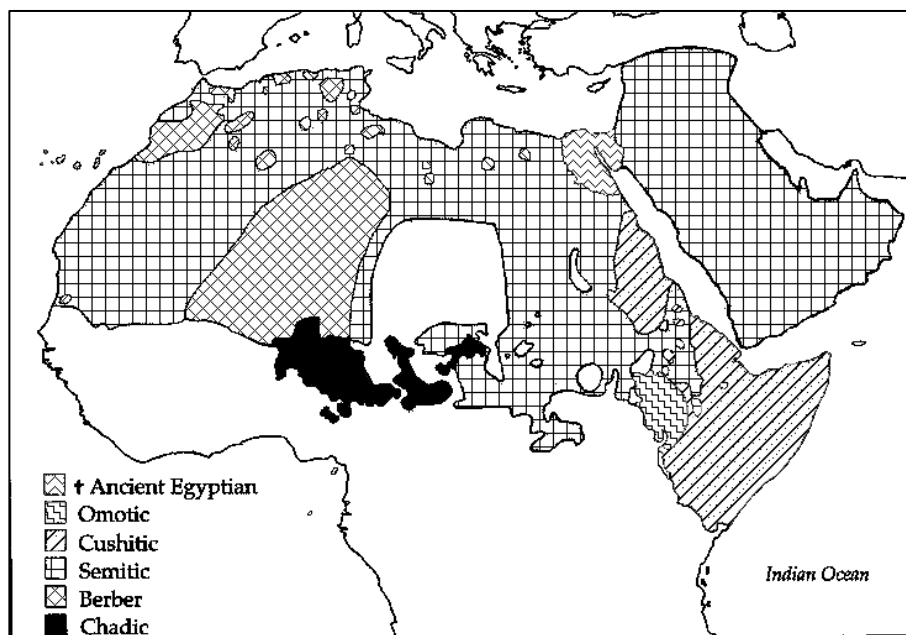 † Ancient Egyptian
Omotic
Cushitic
Semitic
Berber
Chadic
Indian Ocean